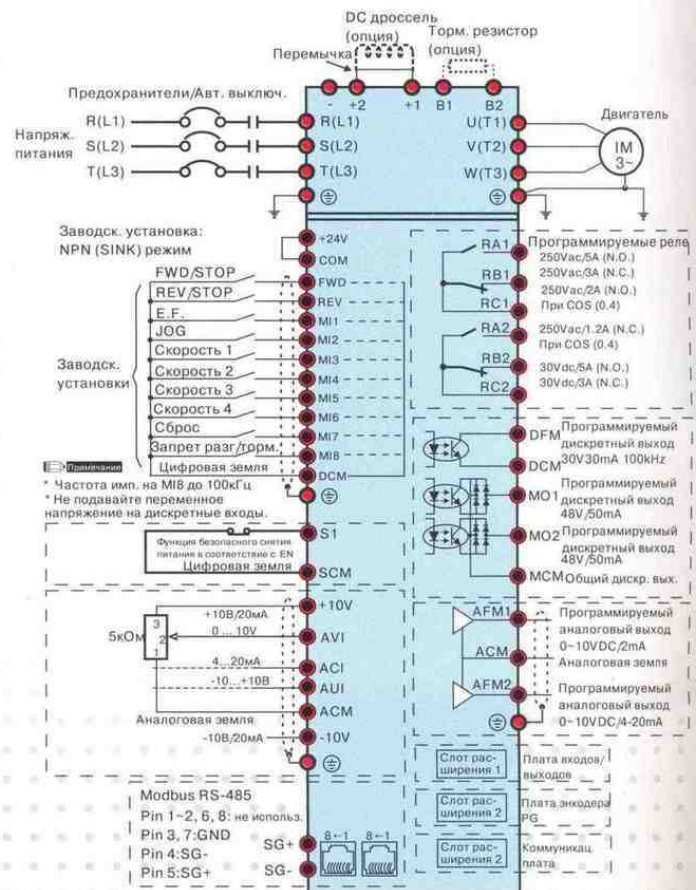 DC дроссель
(опция)
Торм. резистор
(опция)
Перемычка
Предохранители/Авт. выключ.
- +2 +1 B1 B2
Двигатель
Напряж.
питания
R(L1)
S(L2)
T(L3)
R(L1)
S(L2)
T(L3)
U(T1)
V(T2)
W(T3)
IM
3~
Заводск. установка:
NPN (SINK) режим
+24V
COM
Заводск.
установки
FWD/STOP
REV/STOP
E.F.
JOG
Скорость 1
Скорость 2
Скорость 3
Скорость 4
Сброс
Запрет разг/торм.
Цифровая земля
FWD
REV
MI1
MI2
MI3
MI4
MI5
MI6
MI7
MI8
DCM
Примечание
* Частота имп. на MI8 до 100кГц
* Не подавайте переменное
напряжение на дискретные входы.
RA1
RB1
RC1
RA2
RB2
RC2
Программируемые реле
250Vac/5A (N.O.)
250Vac/3A (N.C.)
250Vac/2A (N.O.)
При COS (0.4)
250Vac/1.2A (N.C.)
При COS (0.4)
30Vdc/5A (N.O.)
30Vdc/3A (N.C.)
DFM
DCM
MO1
MO2
MCM
Программируемый
дискретный выход
30V30mA 100kHz
Программируемый
дискретный выход
48V/50mA
Программируемый
дискретный выход
48V/50mA
Общий дискр. вых.
Функция безопасного снятия
питания в соответствие с EN
Цифровая земля
S1
SCM
5кОм
3
2
1
+10В/20мА
0 ... 10V
4...20мА
-10...+10В
Аналоговая земля
-10В/20мА
+10V
AVI
ACI
AUI
ACM
-10V
AFM1
ACM
AFM2
Программируемый
аналоговый выход
0~10VDC/2mA
Аналоговая земля
Программируемый
аналоговый выход
0~10VDC/4-20mA
Слот рас-
ширения 1
Плата входов/
выходов
Слот рас-
ширения 2
Плата энкодера
PG
Слот рас-
ширения 2
Коммуникац.
плата
Modbus RS-485
Pin 1~2, 6, 8: не использ.
Pin 3, 7:GND
Pin 4:SG-
Pin 5:SG+
SG+
SG-
8←1 8←1